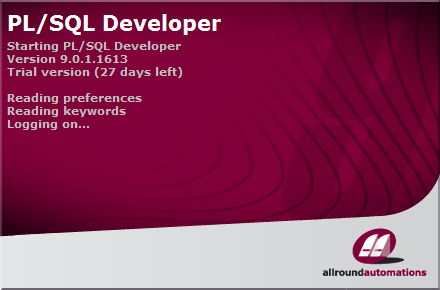 PL/SQL Developer
Starting PL/SQL Developer
Version 9.0.1.1613
Trial version (27 days left)
Reading preferences
Reading keywords
Logging on...
allroundautomations